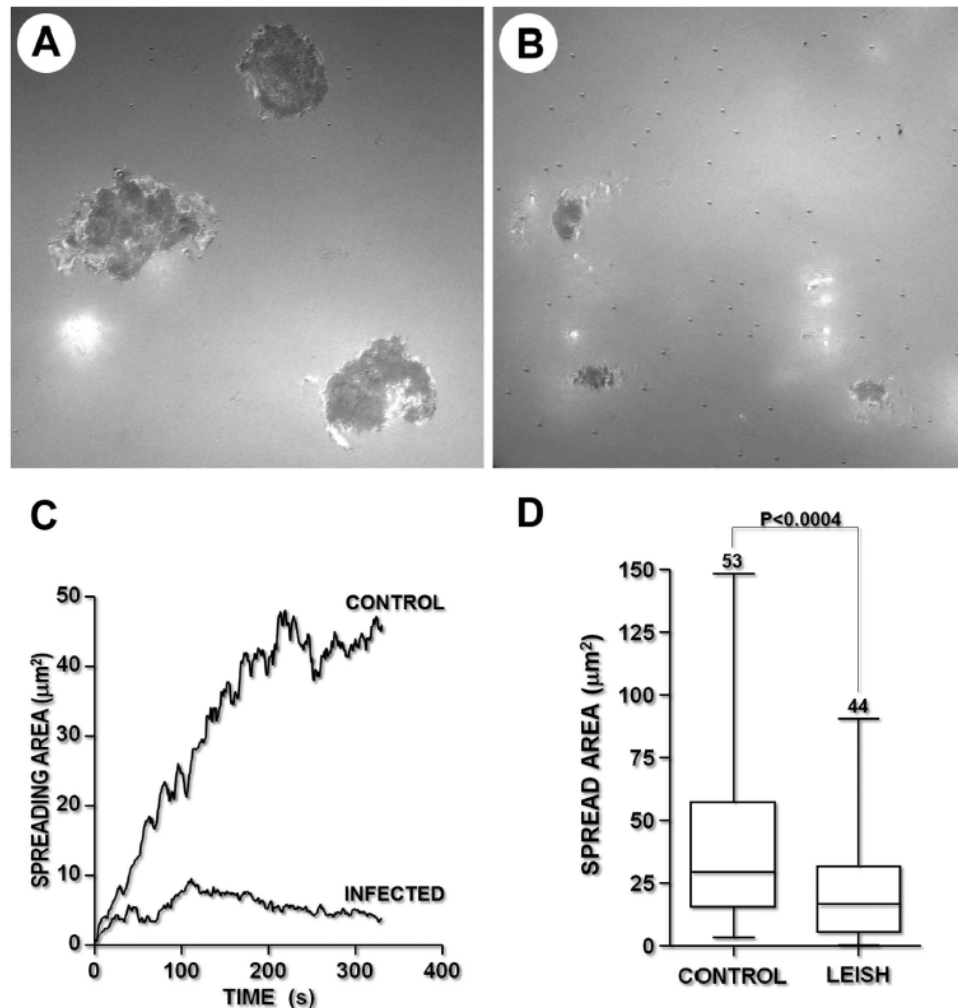 A
B
C
SPREADING AREA (μm²)
50
40
30
20
10
0
CONTROL
INFECTED
0
100
200
300
400
TIME (s)
D
P<0.0004
53
44
SPREAD AREA (μm²)
150
125
100
75
50
25
0
CONTROL
LEISH